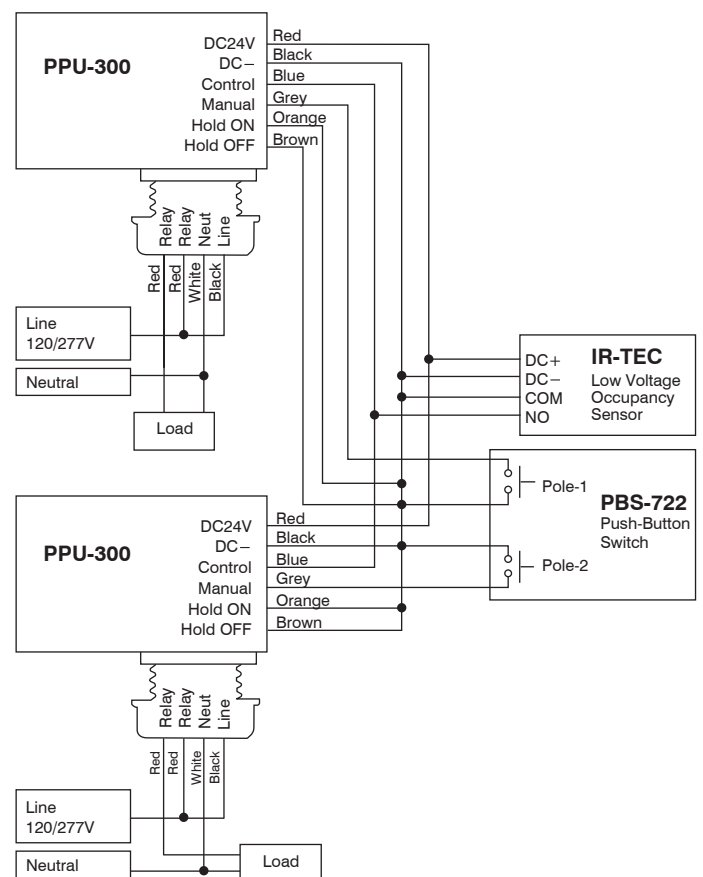 PPU-300
DC24V
DC−
Control
Manual
Hold ON
Hold OFF
Red
Black
Blue
Grey
Orange
Brown
Relay
Relay
Neut
Line
Red
Red
White
Black
Line
120/277V
Neutral
Load
DC+
DC−
COM
NO
IR-TEC
Low Voltage
Occupancy
Sensor
Pole-1
Pole-2
PBS-722
Push-Button
Switch
PPU-300
DC24V
DC−
Control
Manual
Hold ON
Hold OFF
Red
Black
Blue
Grey
Orange
Brown
Relay
Relay
Neut
Line
Red
Red
White
Black
Line
120/277V
Neutral
Load